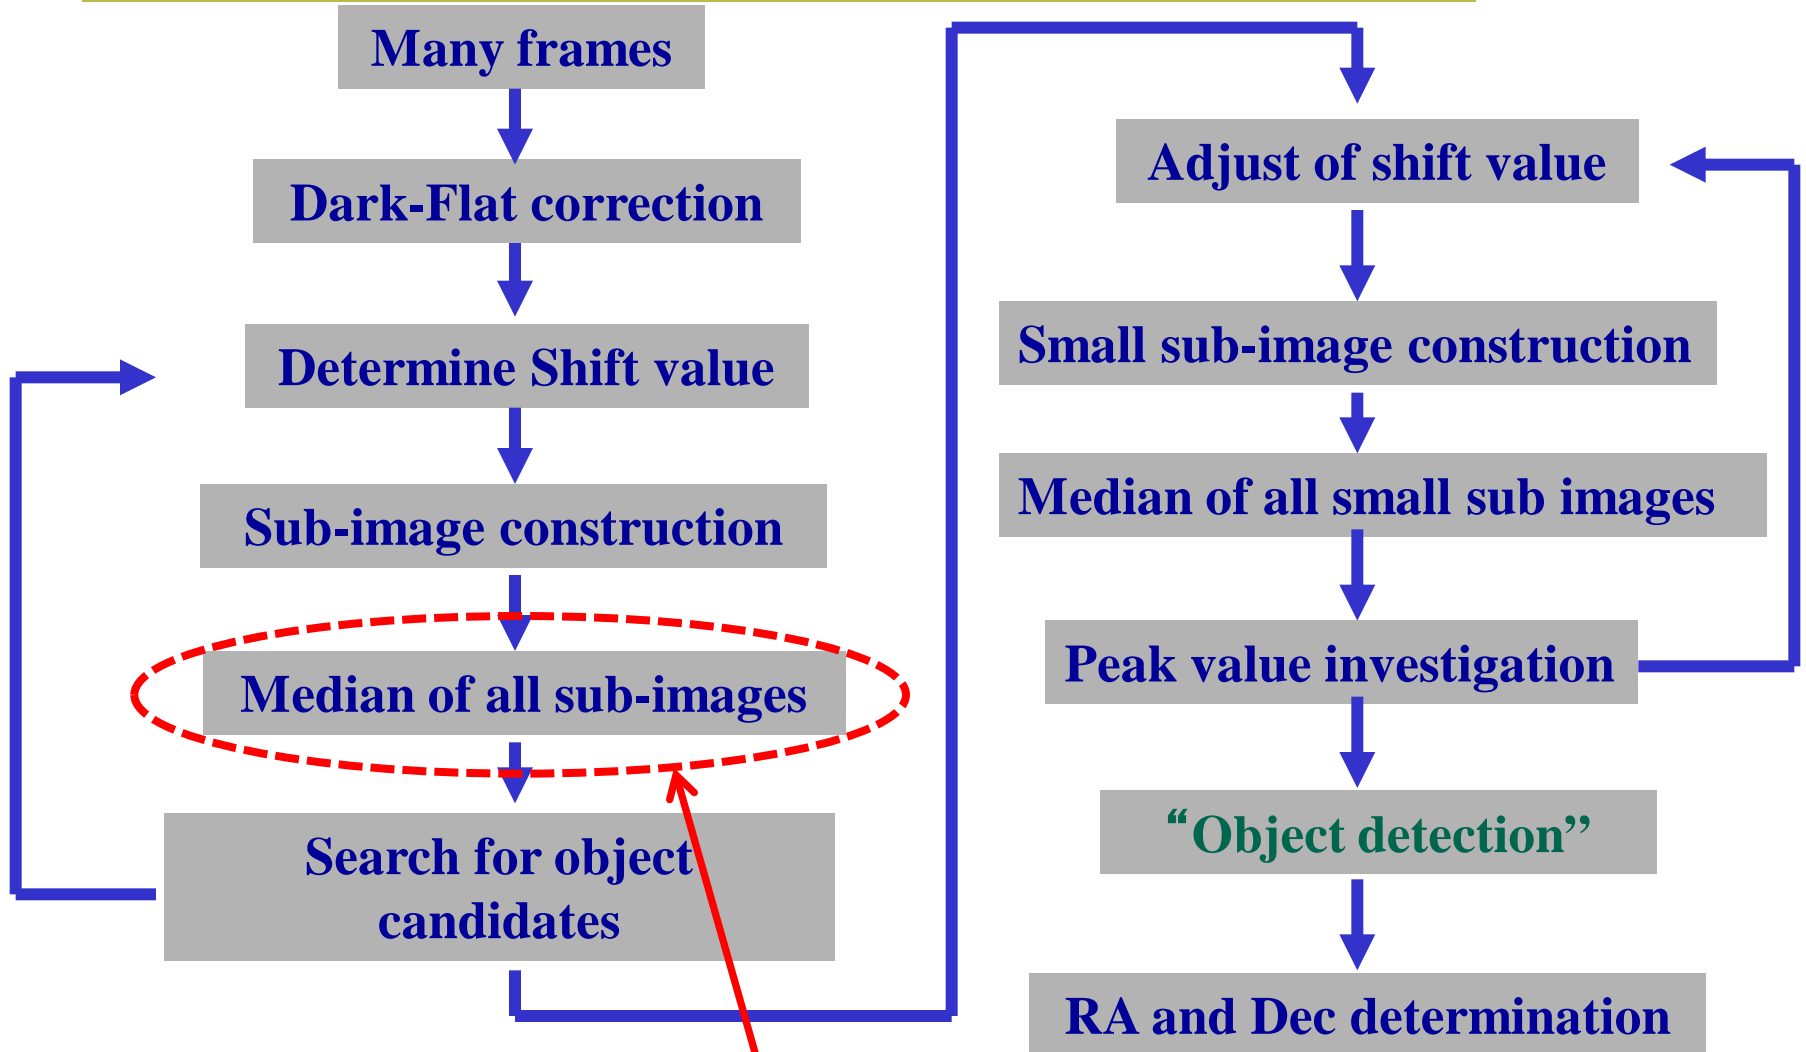 Many frames
Dark-Flat correction
Determine Shift value
Sub-image construction
Median of all sub-images
Search for object
candidates
Adjust of shift value
Small sub-image construction
Median of all small sub images
Peak value investigation
“Object detection”
RA and Dec determination